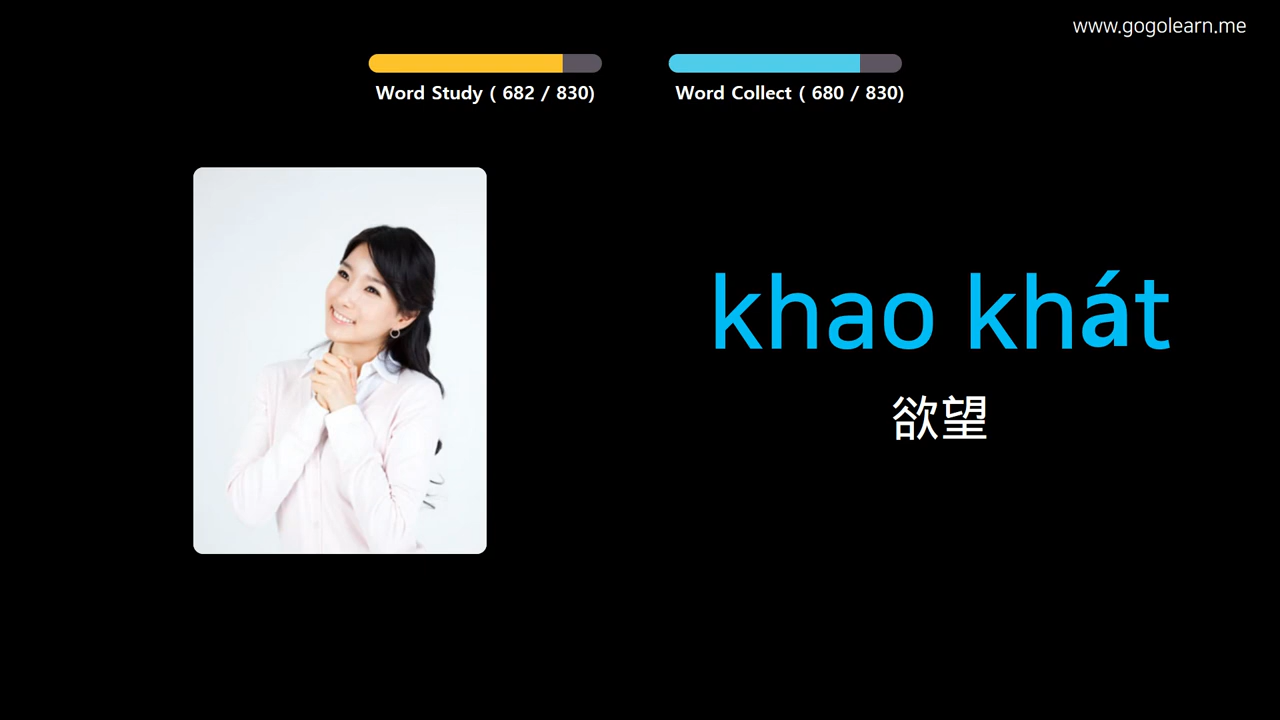 www.gogolearn.me
Word Study ( 682 / 830)
Word Collect ( 680 / 830)
khao khát
欲望